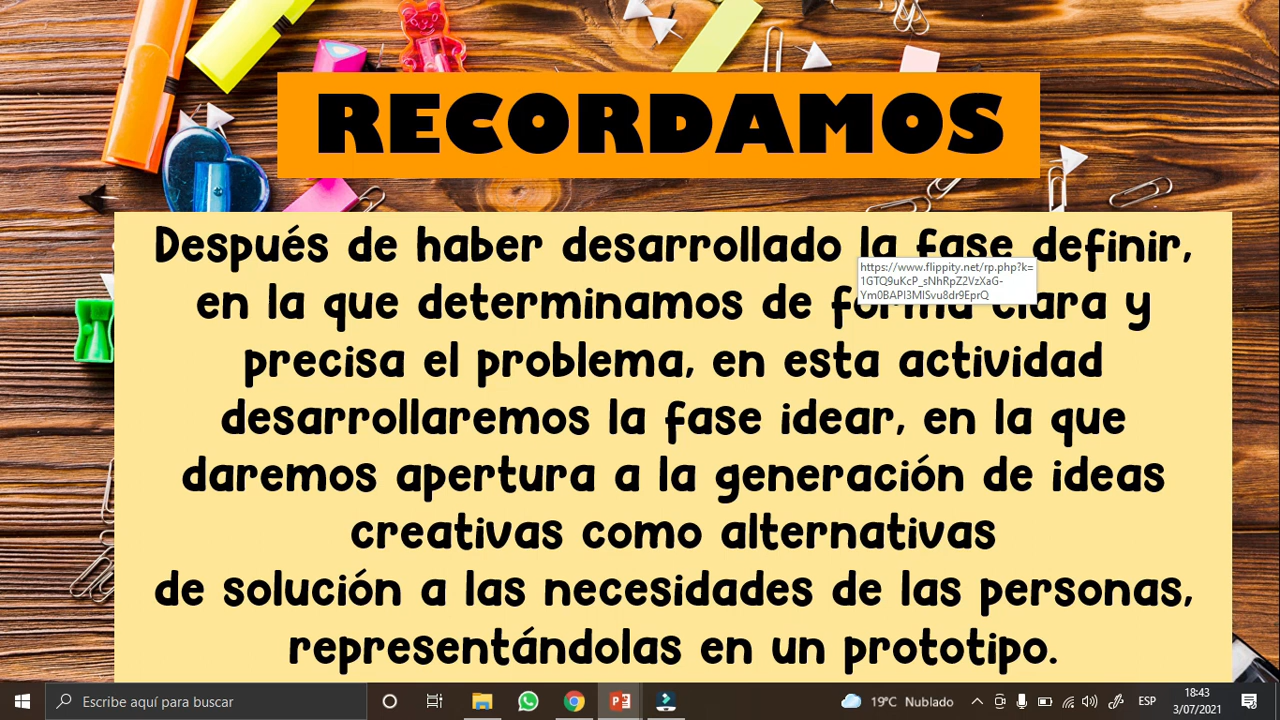 RECORDAMOS
Después de haber desarrollado la fase definir,
https://www.flippity.net/rp.php?k=
1GTQ9uKcP_sNhRpZ2VzXaG-
Ym0BAPI3MlSvu8dr9EprQ
en la que determinamos de forma clara y
precisa el problema, en esta actividad
desarrollaremos la fase idear, en la que
daremos apertura a la generación de ideas
creativas como alternativas
de solución a las necesidades de las personas,
representándolas en un prototipo.
Escribe aquí para buscar
19°C Nublado
ESP
18:43
3/07/2021